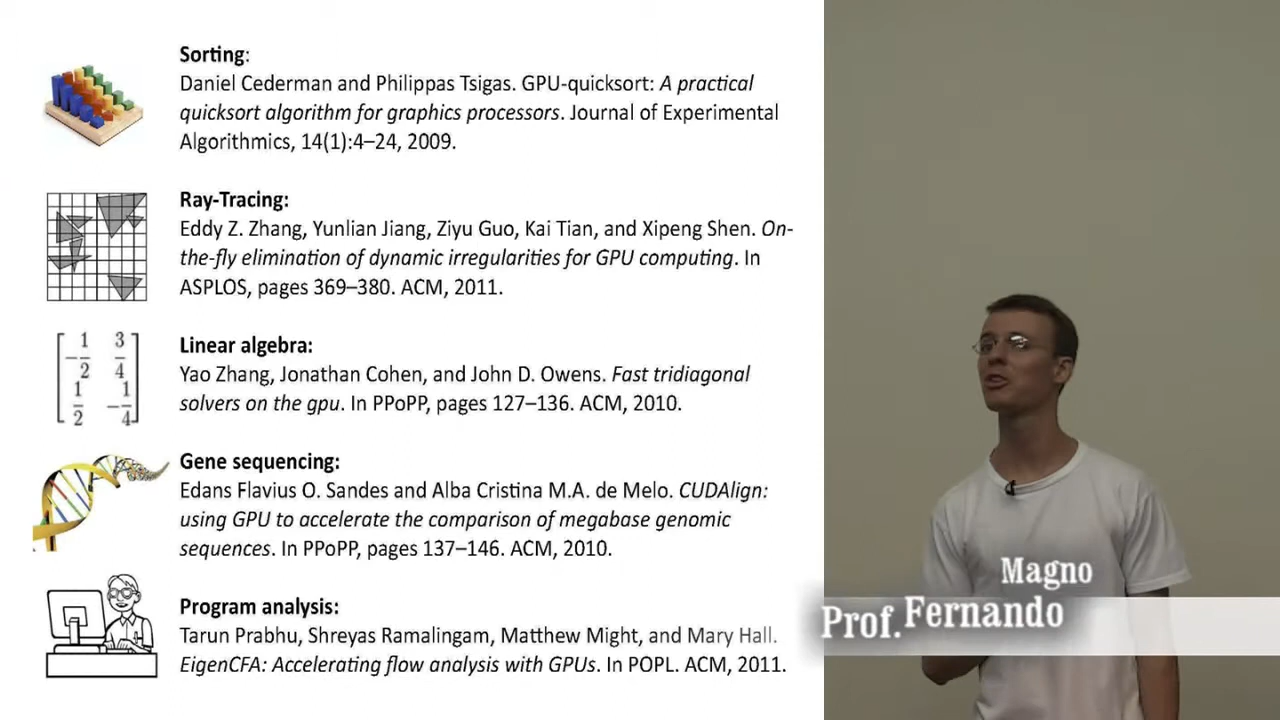 Sorting:
Daniel Cederman and Philippas Tsigas. GPU-quicksort: A practical
quicksort algorithm for graphics processors. Journal of Experimental
Algorithmics, 14(1):4–24, 2009.
Ray-Tracing:
Eddy Z. Zhang, Yunlian Jiang, Ziyu Guo, Kai Tian, and Xipeng Shen. On-
the-fly elimination of dynamic irregularities for GPU computing. In
ASPLOS, pages 369–380. ACM, 2011.
1 3
-2 4
1 1
2 -4
Linear algebra:
Yao Zhang, Jonathan Cohen, and John D. Owens. Fast tridiagonal
solvers on the gpu. In PPoPP, pages 127–136. ACM, 2010.
Gene sequencing:
Edans Flavius O. Sandes and Alba Cristina M.A. de Melo. CUDAlign:
using GPU to accelerate the comparison of megabase genomic
sequences. In PPoPP, pages 137–146. ACM, 2010.
Program analysis:
Tarun Prabhu, Shreyas Ramalingam, Matthew Might, and Mary Hall.
EigenCFA: Accelerating flow analysis with GPUs. In POPL. ACM, 2011.
Magno
Prof. Fernando